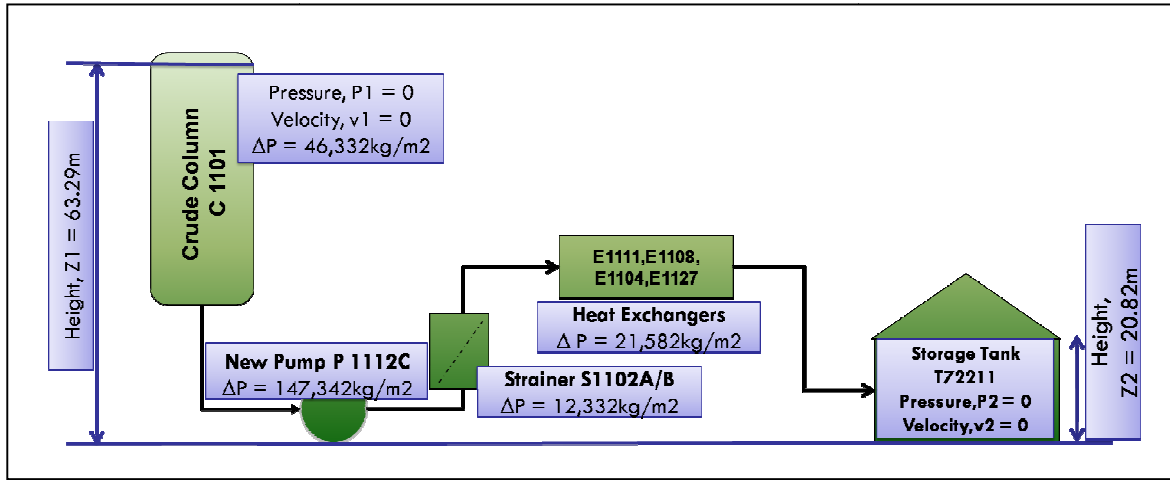 Height, Z1 = 63.29m
Crude Column
C 1101
Pressure, P1 = 0
Velocity, v1 = 0
ΔP = 46,332kg/m2
New Pump P 1112C
ΔP = 147,342kg/m2
Strainer S1102A/B
ΔP = 12,332kg/m2
E1111,E1108,
E1104,E1127
Heat Exchangers
Δ P = 21,582kg/m2
Storage Tank
T72211
Pressure,P2 = 0
Velocity,v2 = 0
Height,
Z2 = 20.82m